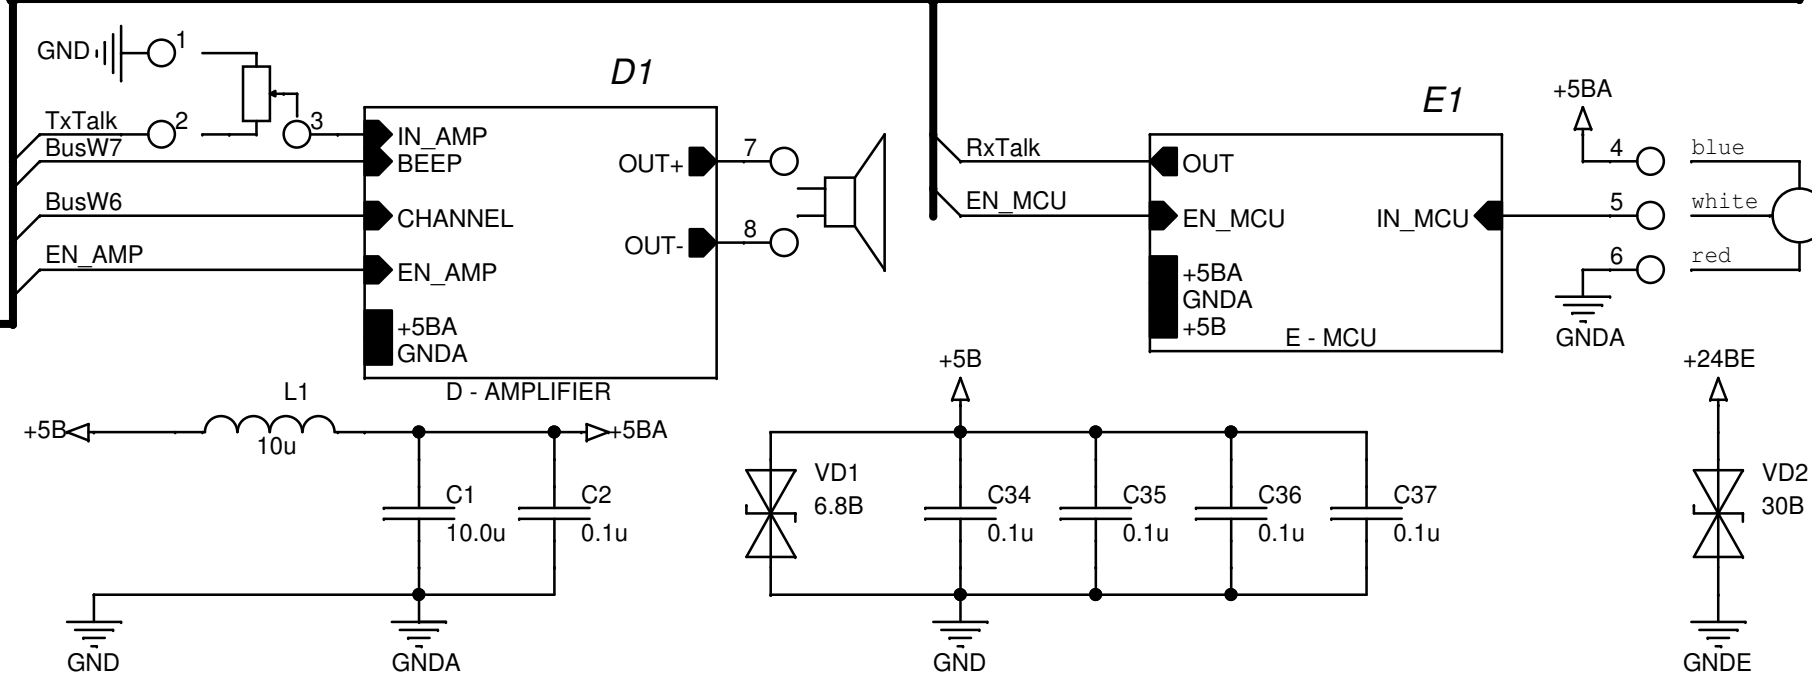 D1
GND
1
TxTalk
2
3
IN_AMP
BusW7
BEEP
OUT+
7
BusW6
CHANNEL
OUT-
8
EN_AMP
EN_AMP
+5BA
GNDA
D - AMPLIFIER
E1
RxTalk
OUT
EN_MCU
EN_MCU
IN_MCU
+5BA
GNDA
+5B
E - MCU
+5BA
4
blue
5
white
6
red
GNDA
+5B
L1
10u
+5BA
C1
10.0u
C2
0.1u
GND
GNDA
+5B
VD1
6.8B
C34
0.1u
C35
0.1u
C36
0.1u
C37
0.1u
GND
+24BE
VD2
30B
GNDE